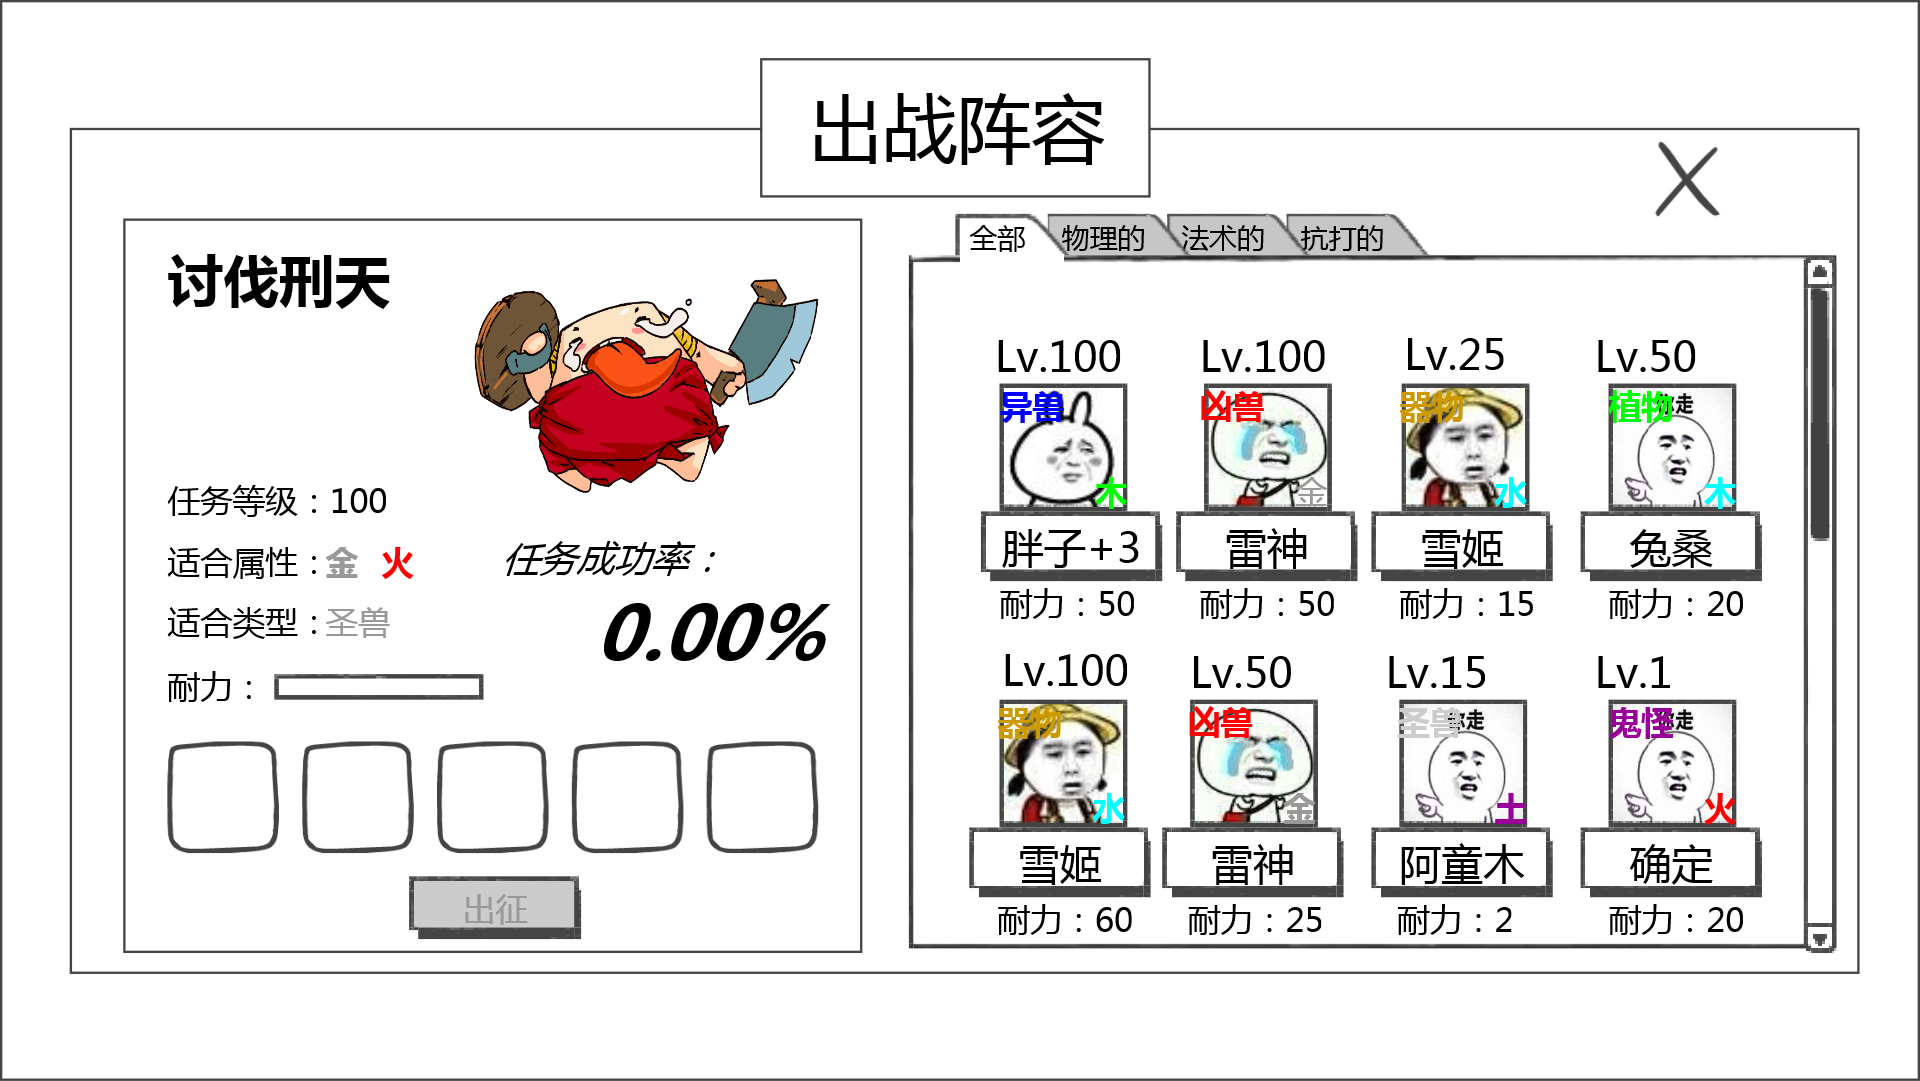 出战阵容
讨伐刑天
任务等级：100
适合属性：金 火
适合类型：圣兽
耐力：
任务成功率：
0.00%
出征
全部 物理的 法术的 抗打的
Lv.100 Lv.100 Lv.25 Lv.50
异兽 凶兽 器物 植物 走
木 金 水 木
胖子+3 雷神 雪姬 兔桑
耐力：50 耐力：50 耐力：15 耐力：20
Lv.100 Lv.50 Lv.15 Lv.1
器物 凶兽 圣兽 你走 鬼怪 走
水 金 土 火
雪姬 雷神 阿童木 确定
耐力：60 耐力：25 耐力：2 耐力：20